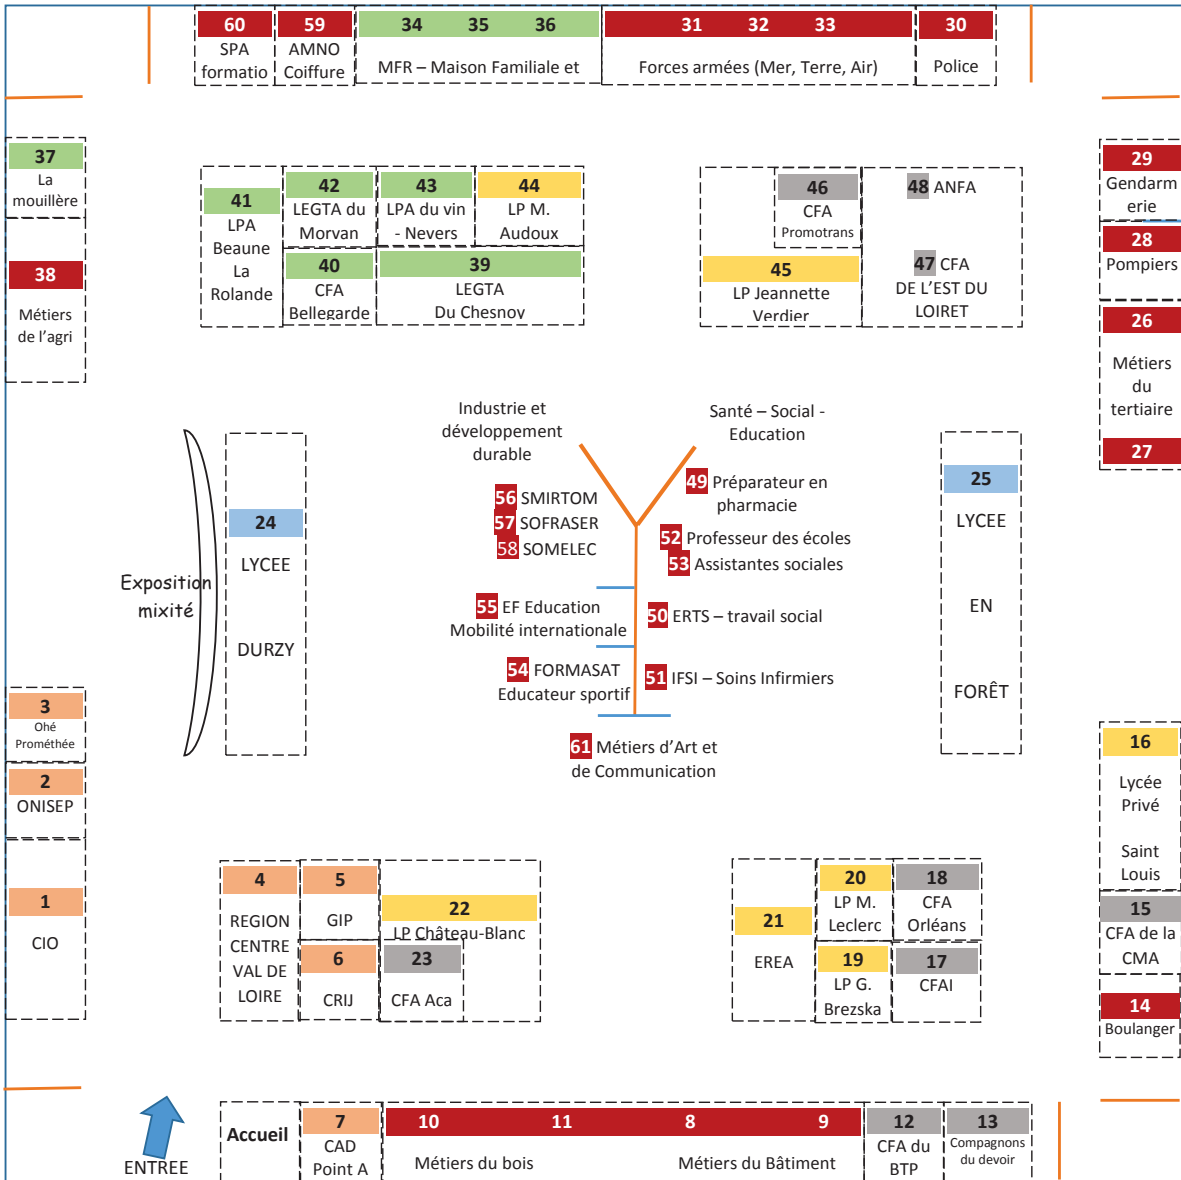 60 59 34 35 36 31 32 33 30
SPA
formatio
AMNO
Coiffure
MFR – Maison Familiale et
Forces armées (Mer, Terre, Air)
Police
37
La
mouillère
38
Métiers
de l'agri
41
LPA
Beaune
La
Rolande
42
LEGTA du
Morvan
43
LPA du vin
- Nevers
44
LP M.
Audoux
40
CFA
Bellegarde
39
LEGTA
Du Chesnoy
46
CFA
Promotrans
48 ANFA
45
LP Jeannette
Verdier
47 CFA
DE L'EST DU
LOIRET
29
Gendarm
erie
28
Pompiers
26
Métiers
du
tertiaire
27
Industrie et
développement
durable
Santé – Social -
Education
56 SMIRTOM
57 SOFRASER
58 SOMELEC
49 Préparateur en
pharmacie
52 Professeur des écoles
53 Assistantes sociales
55 EF Education
Mobilité internationale
50 ERTS – travail social
54 FORMASAT
Educateur sportif
51 IFSI – Soins Infirmiers
61 Métiers d'Art et
de Communication
Exposition
mixité
24
LYCEE
DURZY
25
LYCEE
EN
FORÊT
3
Ohé
Prométhée
2
ONISEP
1
CIO
16
Lycée
Privé
Saint
Louis
15
CFA de la
CMA
14
Boulanger
4
REGION
CENTRE
VAL DE
LOIRE
5
GIP
6
CRIJ
22
LP Château-Blanc
23
CFA Aca
21
EREA
20
LP M.
Leclerc
18
CFA
Orléans
19
LP G.
Brezska
17
CFAI
ENTREE
Accueil
7
CAD
Point A
10 11 8 9
Métiers du bois
Métiers du Bâtiment
12
CFA du
BTP
13
Compagnons
du devoir